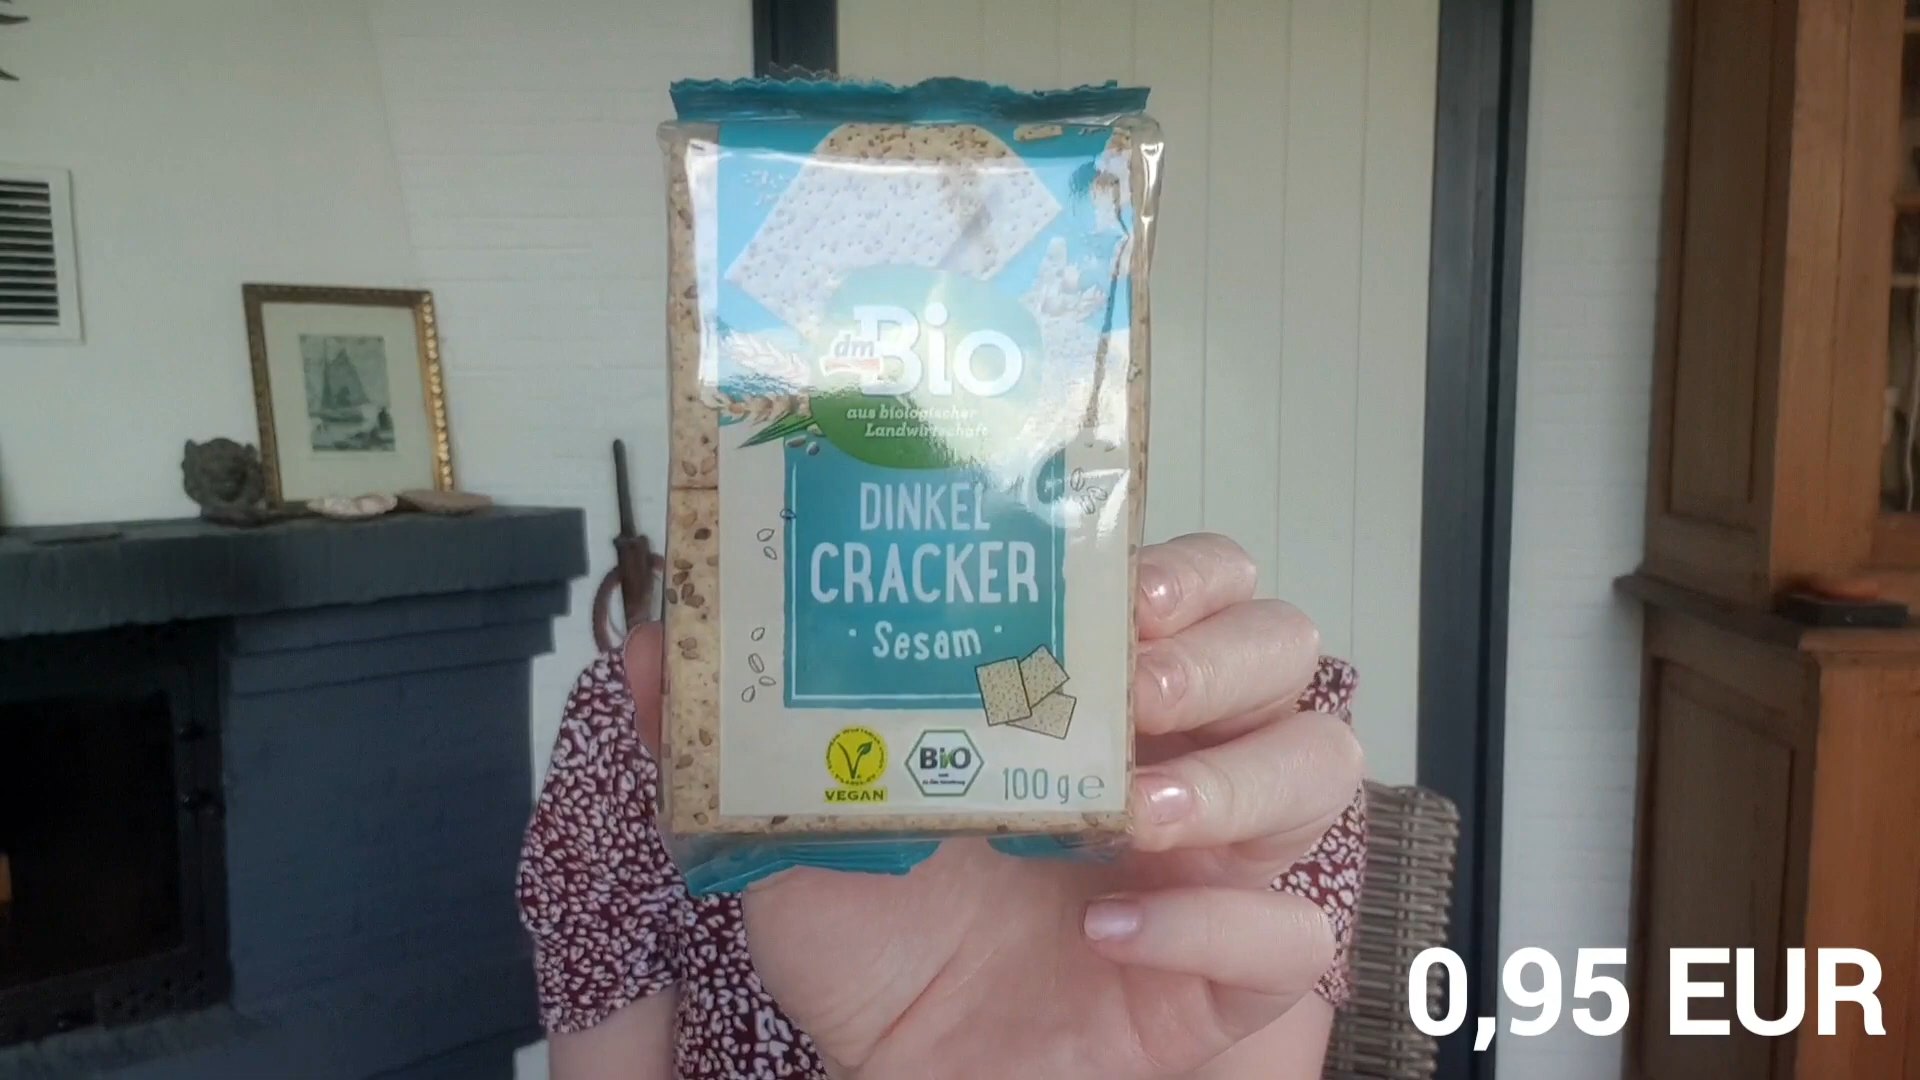 dm Bio
aus biologischer
Landwirtschaft
DINKEL
CRACKER
· Sesam ·
VEGAN
BIO
100 g e
0,95 EUR